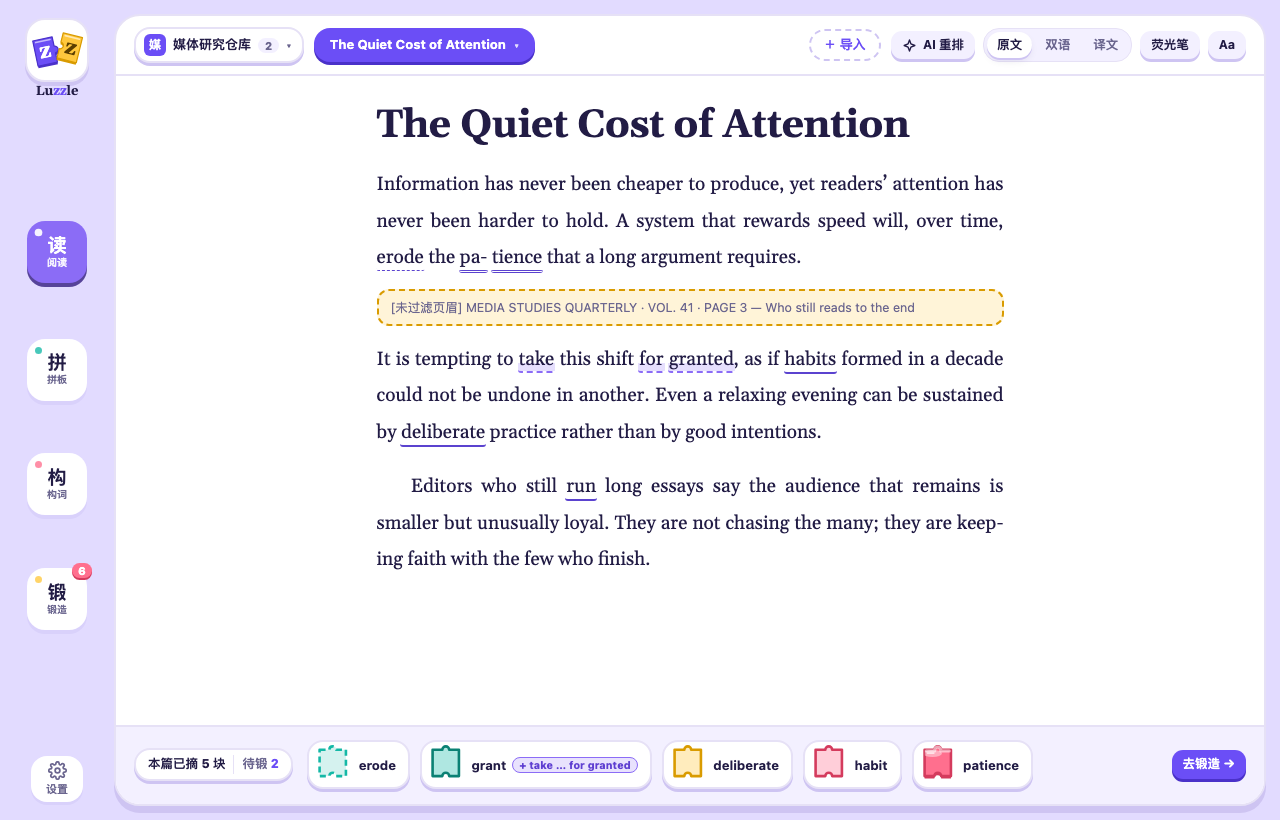 Z Z
Luzzle
媒 媒体研究仓库 2 ▾
The Quiet Cost of Attention ▾
+ 导入
AI 重排
原文 双语 译文
荧光笔
Aa
读
阅读
拼
拼板
构
构词
6
锻
锻造
设置
The Quiet Cost of Attention
Information has never been cheaper to produce, yet readers’ attention has
never been harder to hold. A system that rewards speed will, over time,
erode the pa- tience that a long argument requires.
[未过滤页眉] MEDIA STUDIES QUARTERLY · VOL. 41 · PAGE 3 — Who still reads to the end
It is tempting to take this shift for granted, as if habits formed in a decade
could not be undone in another. Even a relaxing evening can be sustained
by deliberate practice rather than by good intentions.
Editors who still run long essays say the audience that remains is
smaller but unusually loyal. They are not chasing the many; they are keep-
ing faith with the few who finish.
本篇已摘 5 块 待锻 2
erode
grant + take … for granted
deliberate
habit
patience
去锻造 →